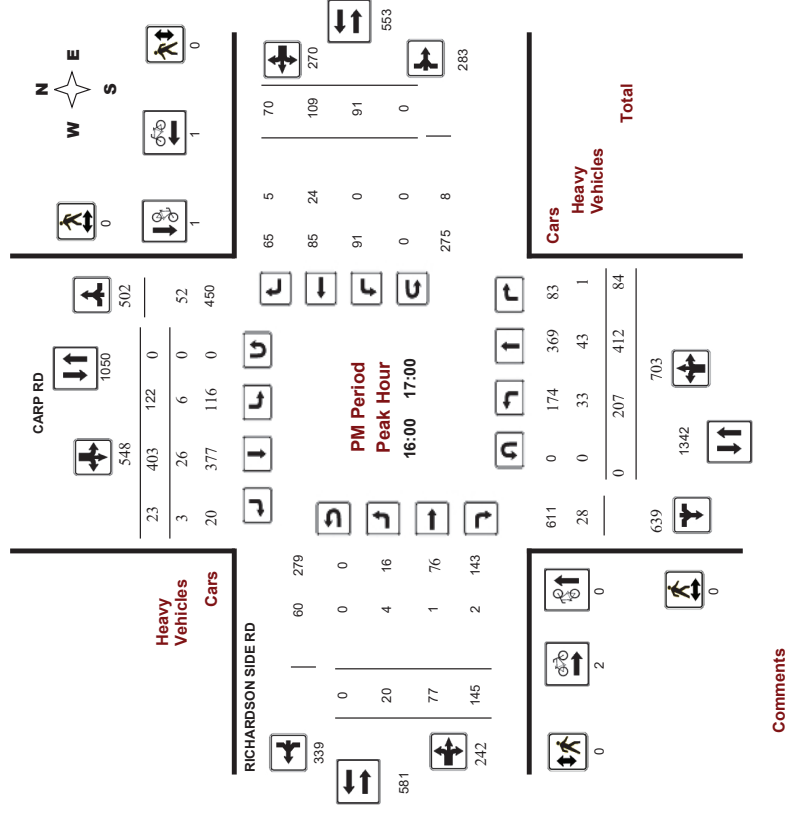 N
W E
S
CARP RD
0
0
1
1
548
1050
502
23 403 122 0
3 26 6 0 52
20 377 116 0 450
Heavy
Vehicles
Cars
RICHARDSON SIDE RD
339
581
242
60 279
0 0 0
20 4 16
77 1 76
145 2 143
PM Period
Peak Hour
16:00 17:00
65 5 70
85 24 109
91 0 91
0 0 0
275 8
270
553
283
611 0 174 369 83 Cars
28 0 33 43 1 Heavy
Vehicles
0 207 412 84 Total
639
1342
703
0
2
0
0
Comments